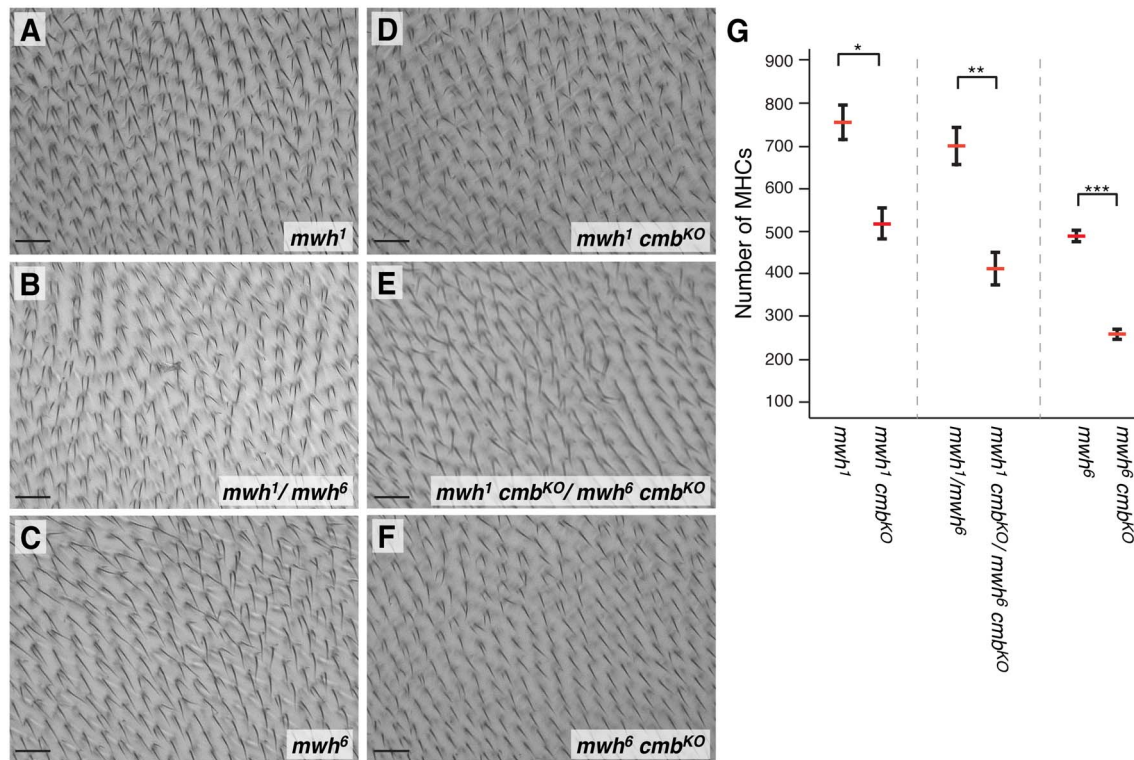 A
mwh¹
B
mwh¹/ mwh⁶
C
mwh⁶
D
mwh¹ cmbᴷᴼ
E
mwh¹ cmbᴷᴼ/ mwh⁶ cmbᴷᴼ
F
mwh⁶ cmbᴷᴼ
G
Number of MHCs
900
800
700
600
500
400
300
200
100
*
**
***
mwh¹
mwh¹ cmbᴷᴼ
mwh¹/mwh⁶
mwh¹ cmbᴷᴼ/ mwh⁶ cmbᴷᴼ
mwh⁶
mwh⁶ cmbᴷᴼ